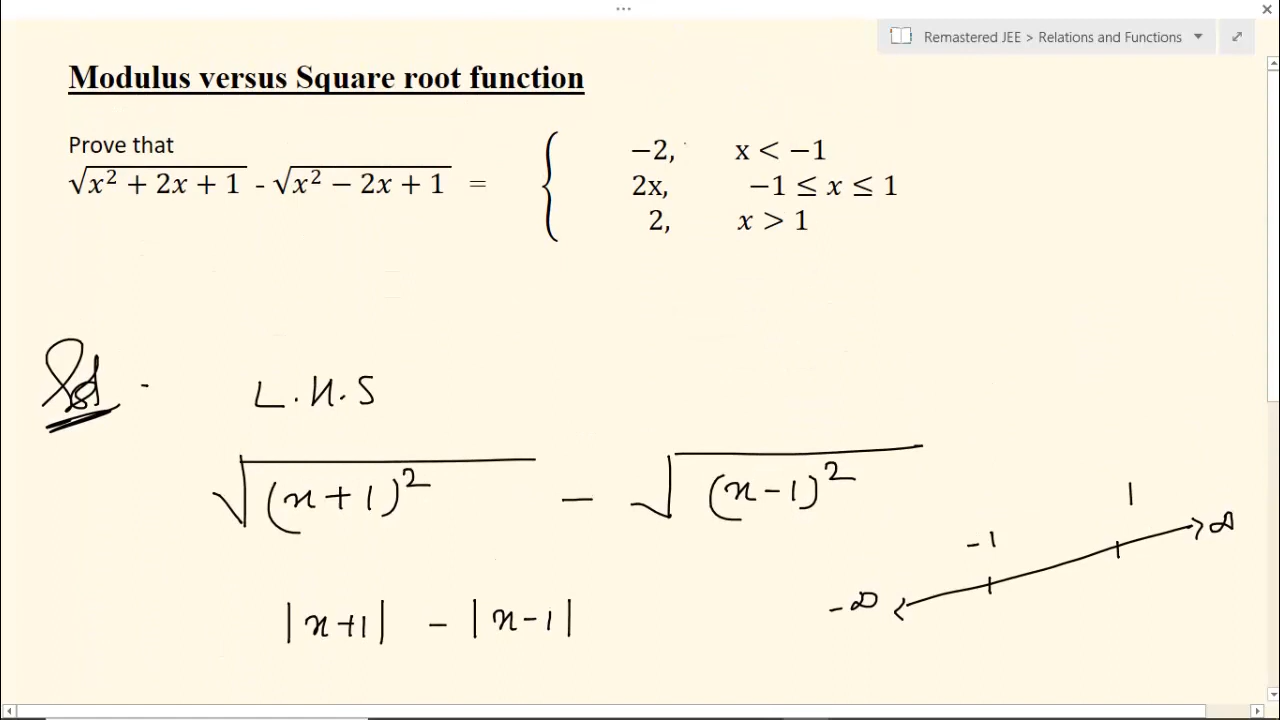 Remastered JEE > Relations and Functions
Modulus versus Square root function
Prove that
√(x² + 2x + 1) - √(x² − 2x + 1) = { −2, x < −1
2x, −1 ≤ x ≤ 1
2, x > 1
Sol -
L.H.S
√(x+1)² − √(x-1)²
1
-1
∞
-∞
|x+1| − |x-1|